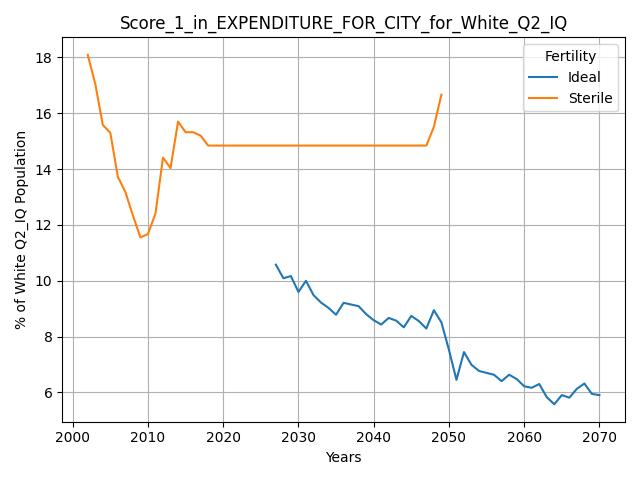 Score_1_in_EXPENDITURE_FOR_CITY_for_White_Q2_IQ
Fertility
Ideal
Sterile
% of White Q2_IQ Population
18
16
14
12
10
8
6
2000 2010 2020 2030 2040 2050 2060 2070
Years